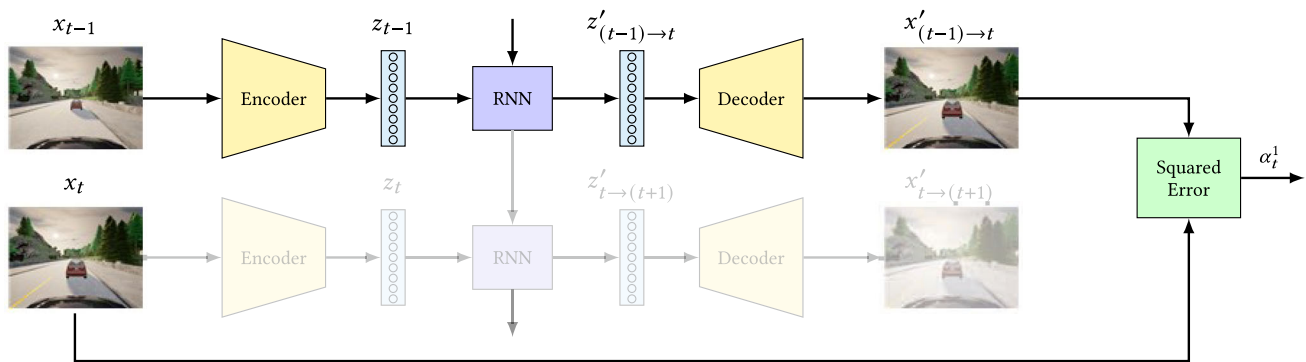 x_{t−1}
z_{t−1}
z′_{(t−1)→t}
x′_{(t−1)→t}
Encoder
RNN
Decoder
Squared
Error
α_t^1
x_t
z_t
z′_{t→(t+1)}
x′_{t→(t+1)}
Encoder
RNN
Decoder